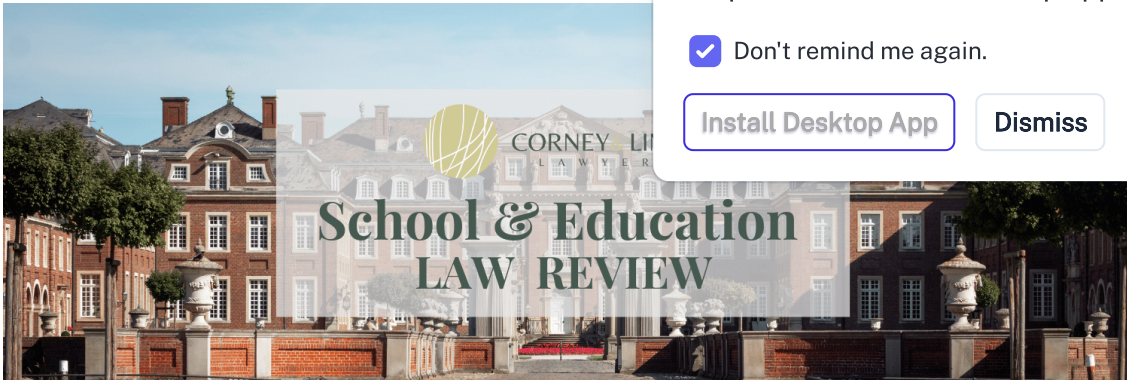 Don't remind me again.
Install Desktop App
Dismiss
CORNEY
LAWYER
School & Education
LAW REVIEW